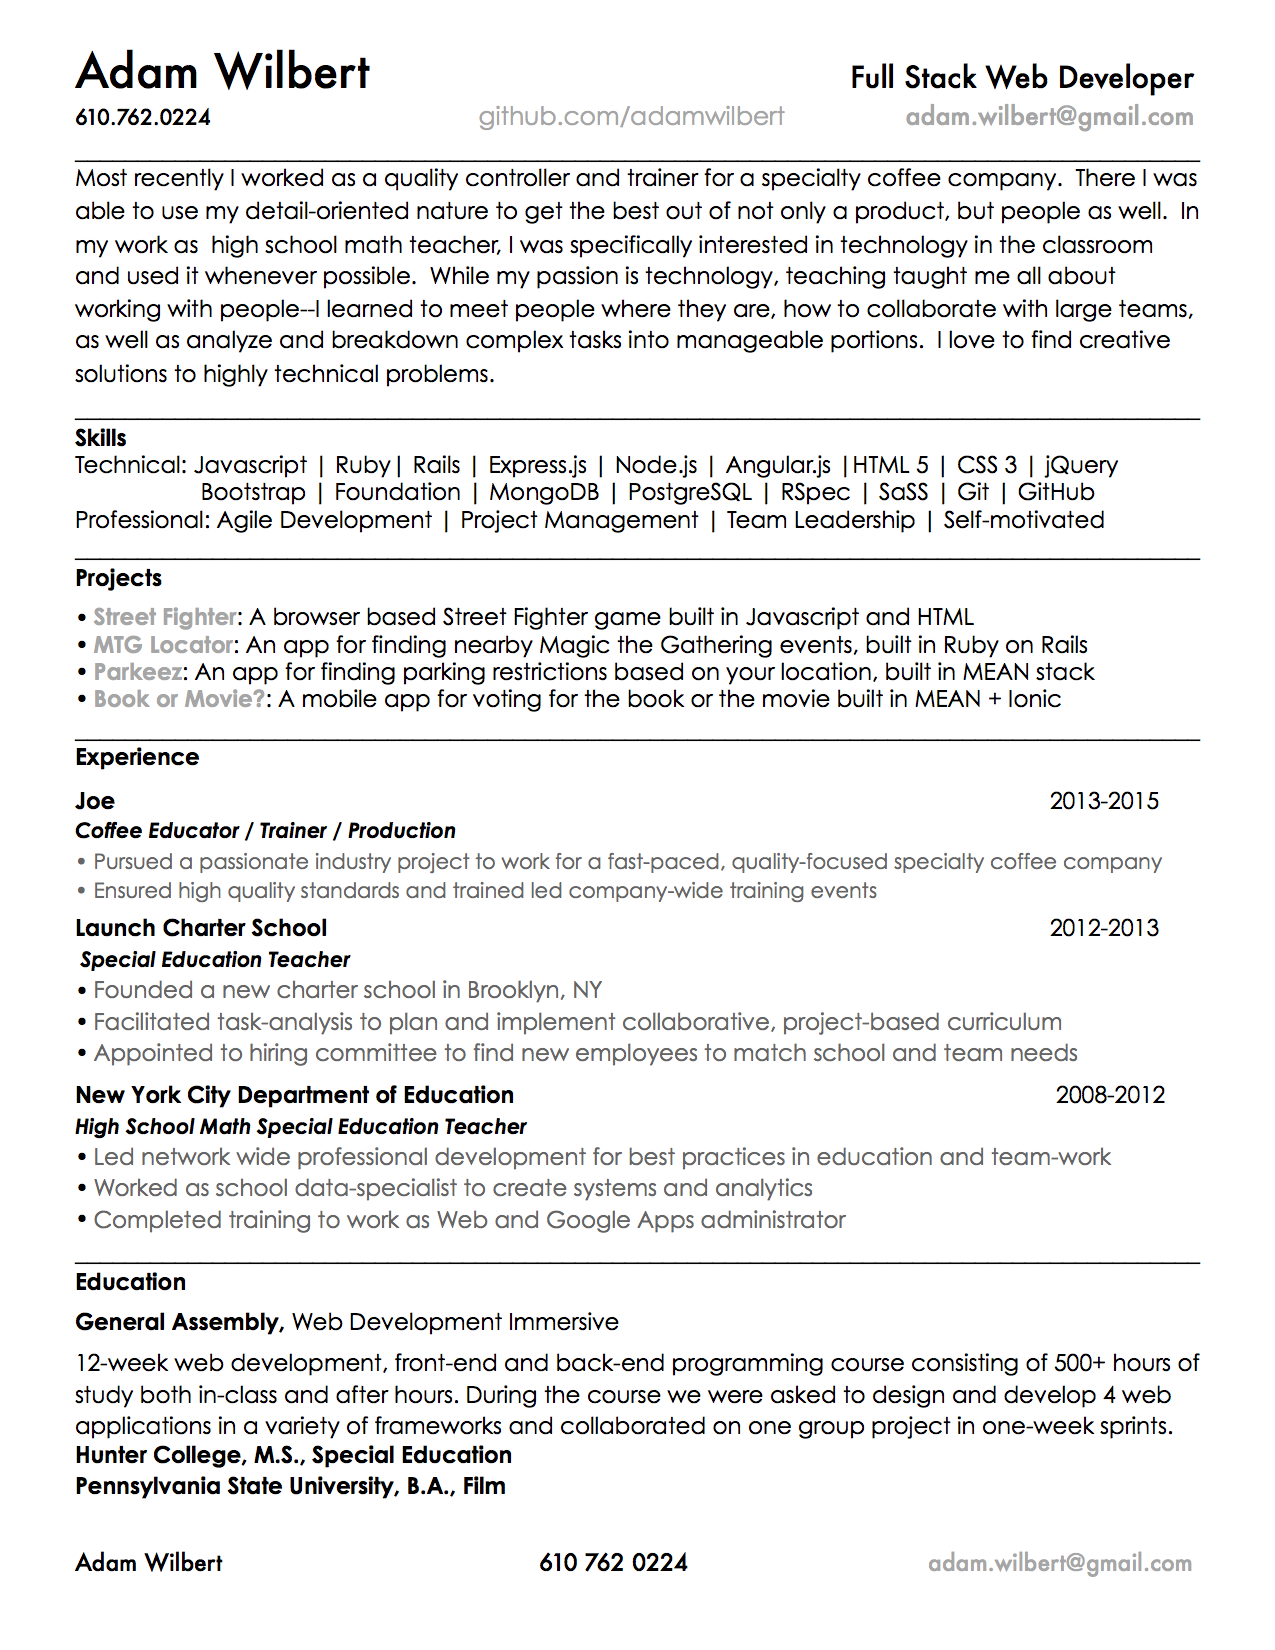 Adam Wilbert Full Stack Web Developer
610.762.0224 github.com/adamwilbert adam.wilbert@gmail.com
Most recently I worked as a quality controller and trainer for a specialty coffee company.  There I was
able to use my detail-oriented nature to get the best out of not only a product, but people as well.  In
my work as  high school math teacher, I was specifically interested in technology in the classroom
and used it whenever possible.  While my passion is technology, teaching taught me all about
working with people--I learned to meet people where they are, how to collaborate with large teams,
as well as analyze and breakdown complex tasks into manageable portions.  I love to find creative
solutions to highly technical problems.
Skills
Technical: Javascript | Ruby| Rails | Express.js | Node.js | Angular.js |HTML 5 | CSS 3 | jQuery
Bootstrap | Foundation | MongoDB | PostgreSQL | RSpec | SaSS | Git | GitHub
Professional: Agile Development | Project Management | Team Leadership | Self-motivated
Projects
• Street Fighter: A browser based Street Fighter game built in Javascript and HTML
• MTG Locator: An app for finding nearby Magic the Gathering events, built in Ruby on Rails
• Parkeez: An app for finding parking restrictions based on your location, built in MEAN stack
• Book or Movie?: A mobile app for voting for the book or the movie built in MEAN + Ionic
Experience
Joe 2013-2015
Coffee Educator / Trainer / Production
• Pursued a passionate industry project to work for a fast-paced, quality-focused specialty coffee company
• Ensured high quality standards and trained led company-wide training events
Launch Charter School 2012-2013
Special Education Teacher
• Founded a new charter school in Brooklyn, NY
• Facilitated task-analysis to plan and implement collaborative, project-based curriculum
• Appointed to hiring committee to find new employees to match school and team needs
New York City Department of Education 2008-2012
High School Math Special Education Teacher
• Led network wide professional development for best practices in education and team-work
• Worked as school data-specialist to create systems and analytics
• Completed training to work as Web and Google Apps administrator
Education
General Assembly, Web Development Immersive
12-week web development, front-end and back-end programming course consisting of 500+ hours of
study both in-class and after hours. During the course we were asked to design and develop 4 web
applications in a variety of frameworks and collaborated on one group project in one-week sprints.
Hunter College, M.S., Special Education
Pennsylvania State University, B.A., Film
Adam Wilbert 610 762 0224 adam.wilbert@gmail.com